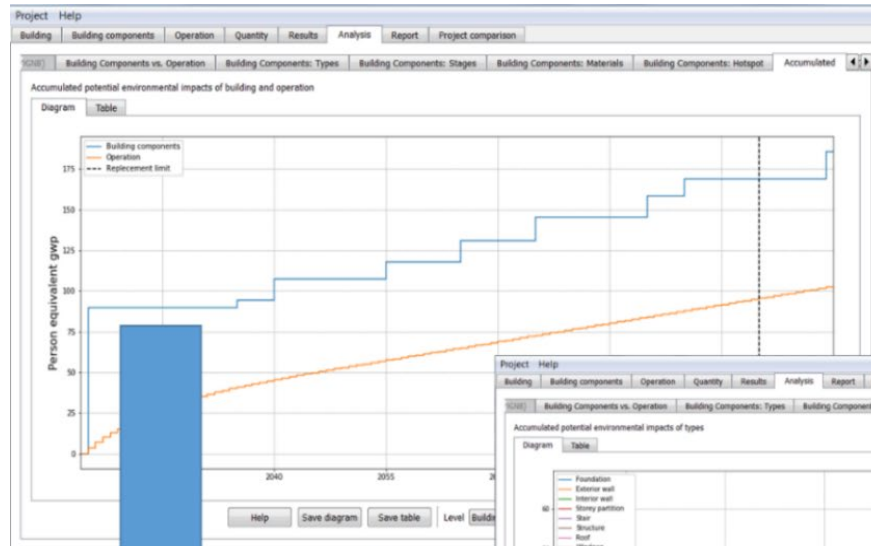 Project Help
Building Building components Operation Quantity Results Analysis Report Project comparison
Building Components vs. Operation Building Components: Types Building Components: Stages Building Components: Materials Building Components: Hotspot Accumulated
Accumulated potential environmental impacts of building and operation
Diagram Table
Building components
Operation
Replecement limit
175
150
125
100
75
50
25
0
Person equivalent gwp
2040 2055
Help Save diagram Save table Level
Project Help
Building Building components Operation Quantity Results Analysis Report
Building Components vs. Operation Building Components: Types
Accumulated potential environmental impacts of types
Diagram Table
Foundation
Exterior wall
Interior wall
Storey partition
Stair
Structure
Roof